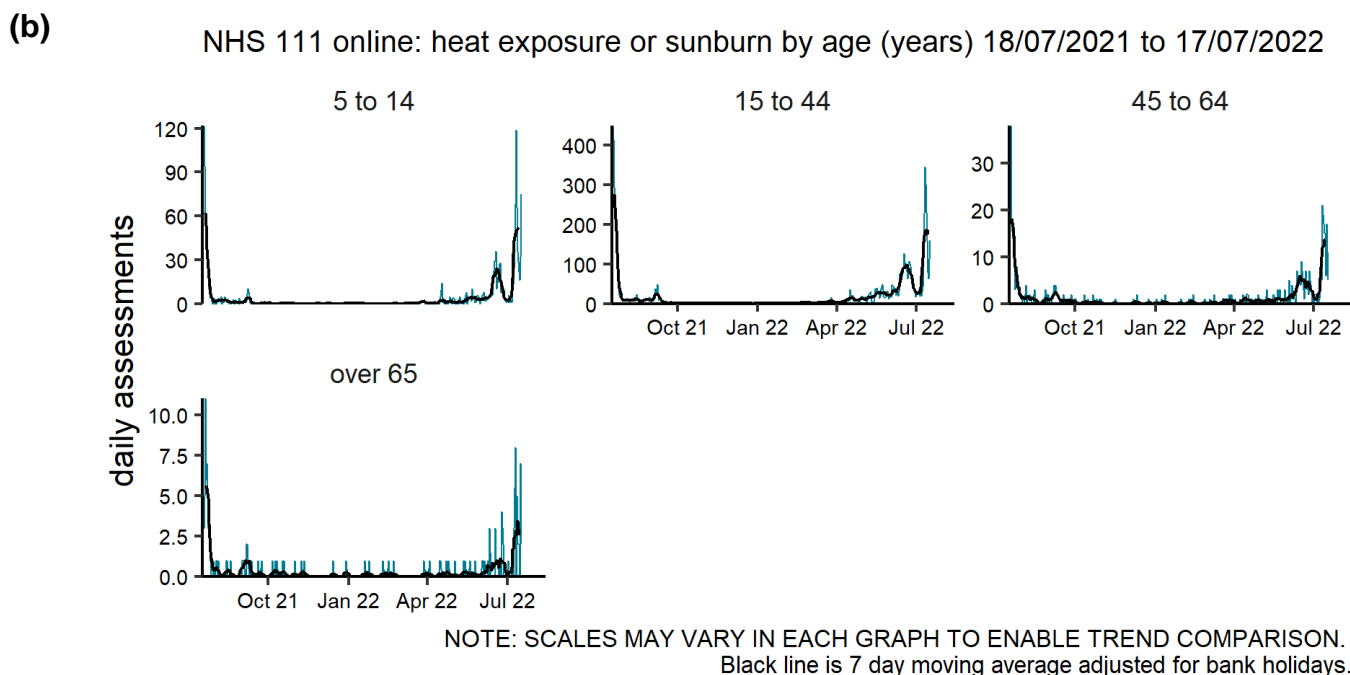 (b)
NHS 111 online: heat exposure or sunburn by age (years) 18/07/2021 to 17/07/2022
5 to 14
15 to 44
45 to 64
120
90
60
30
0
400
300
200
100
0
Oct 21 Jan 22 Apr 22 Jul 22
30
20
10
0
Oct 21 Jan 22 Apr 22 Jul 22
daily assessments
over 65
10.0
7.5
5.0
2.5
0.0
Oct 21 Jan 22 Apr 22 Jul 22
NOTE: SCALES MAY VARY IN EACH GRAPH TO ENABLE TREND COMPARISON.
Black line is 7 day moving average adjusted for bank holidays.